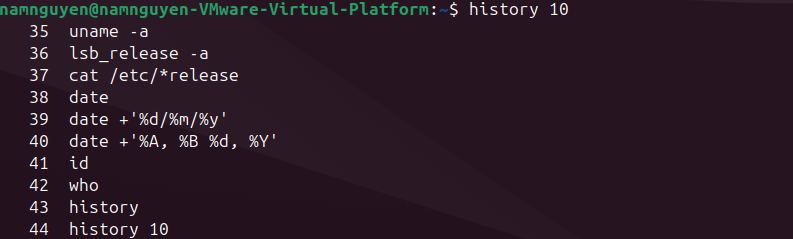 namnguyen@namnguyen-VMware-Virtual-Platform:~$ history 10
35 uname -a
36 lsb_release -a
37 cat /etc/*release
38 date
39 date +'%d/%m/%y'
40 date +'%A, %B %d, %Y'
41 id
42 who
43 history
44 history 10